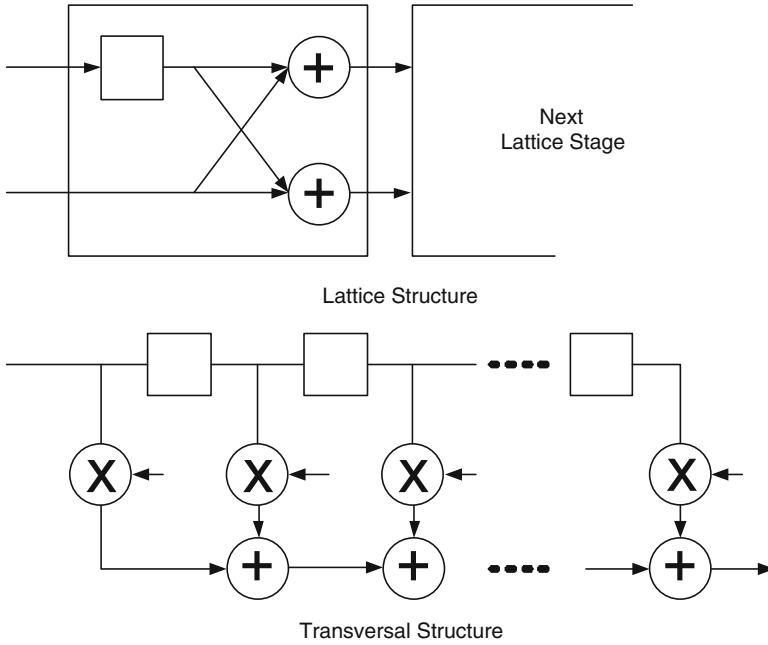 +
+
Next
Lattice Stage
Lattice Structure
X X X X
+ + +
Transversal Structure